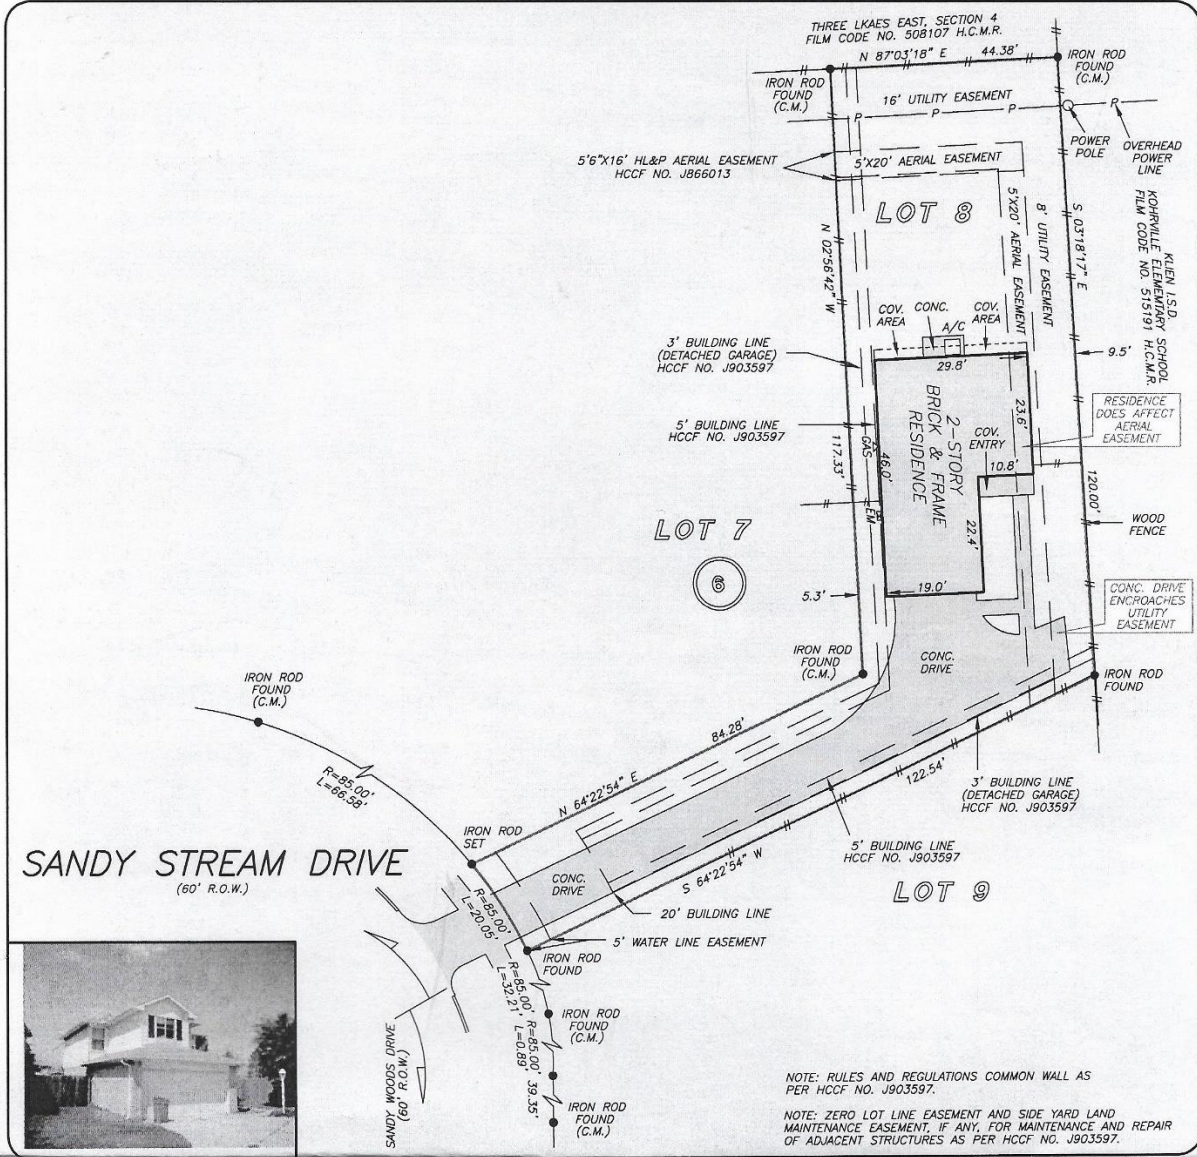 THREE LKAES EAST, SECTION 4
FILM CODE NO. 508107 H.C.M.R.
N 87°03'18" E 44.38'
IRON ROD
FOUND
(C.M.)
IRON ROD
FOUND
(C.M.)
16' UTILITY EASEMENT
P P P P
POWER
POLE
OVERHEAD
POWER
LINE
5'6"X16' HL&P AERIAL EASEMENT
HCCF NO. J866013
5'X20' AERIAL EASEMENT
LOT 8
5'X20' AERIAL EASEMENT
8' UTILITY EASEMENT
S 03°18'17" E
KLIEN I.S.D.
KOHRVILLE ELEMEMTARY SCHOOL
FILM CODE NO. 515191 H.C.M.R.
N 02°56'42" W
COV.
AREA
CONC.
A/C
COV.
AREA
3' BUILDING LINE
(DETACHED GARAGE)
HCCF NO. J903597
29.8'
9.5'
23.6'
RESIDENCE
DOES AFFECT
AERIAL
EASEMENT
2-STORY
BRICK & FRAME
RESIDENCE
5' BUILDING LINE
HCCF NO. J903597
117.33'
GAS
46.0'
COV.
ENTRY
10.8'
120.00'
EM
22.4'
WOOD
FENCE
LOT 7
6
5.3'
19.0'
CONC. DRIVE
ENCROACHES
UTILITY
EASEMENT
IRON ROD
FOUND
(C.M.)
CONC.
DRIVE
IRON ROD
FOUND
IRON ROD
FOUND
(C.M.)
R=85.00'
L=66.58'
84.28'
N 64°22'54" E
122.54'
S 64°22'54" W
3' BUILDING LINE
(DETACHED GARAGE)
HCCF NO. J903597
IRON ROD
SET
SANDY STREAM DRIVE
(60' R.O.W.)
5' BUILDING LINE
HCCF NO. J903597
CONC.
DRIVE
LOT 9
R=85.00'
L=20.05'
20' BUILDING LINE
5' WATER LINE EASEMENT
IRON ROD
FOUND
R=85.00'
L=32.21'
R=85.00'
L=0.89'
39.35'
IRON ROD
FOUND
(C.M.)
SANDY WOODS DRIVE
(60' R.O.W.)
IRON ROD
FOUND
(C.M.)
NOTE: RULES AND REGULATIONS COMMON WALL AS
PER HCCF NO. J903597.
NOTE: ZERO LOT LINE EASEMENT AND SIDE YARD LAND
MAINTENANCE EASEMENT, IF ANY, FOR MAINTENANCE AND REPAIR
OF ADJACENT STRUCTURES AS PER HCCF NO. J903597.